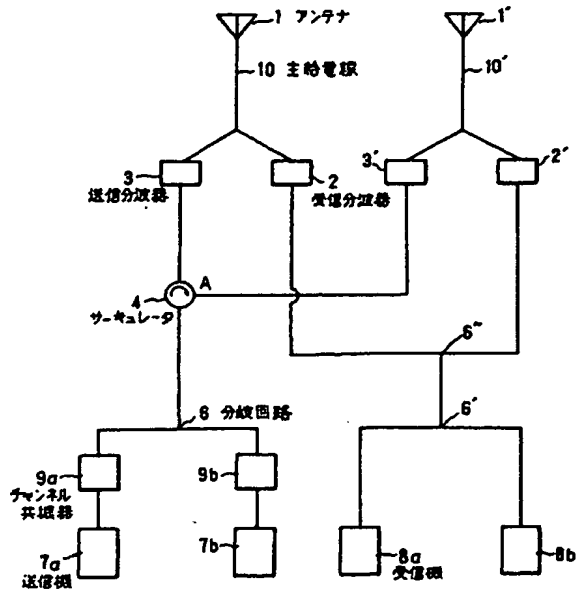 1 アンテナ
1′
10 主給電線
10′
3
送信分波器
2
受信分波器
3′
2′
4
サーキュレータ
A
6″
6 分岐回路
6′
9a
チャンネル
共振器
9b
7a
送信機
7b
8a
受信機
8b